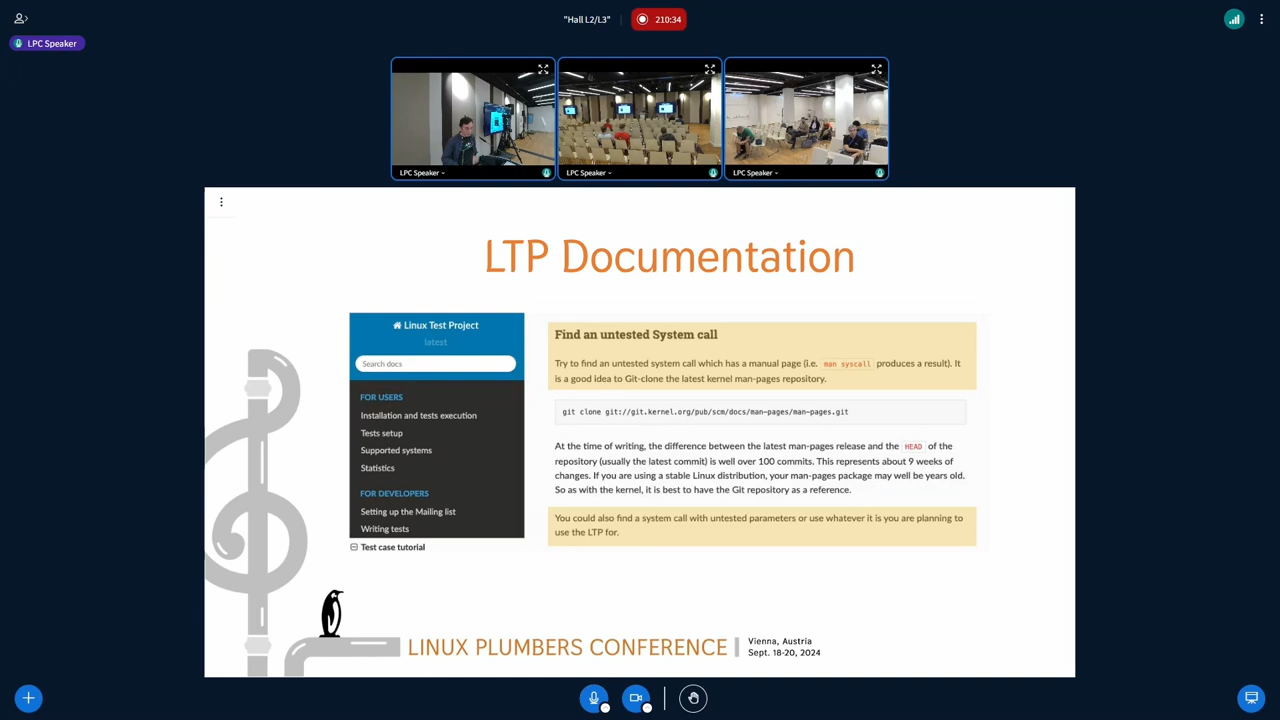 "Hall L2/L3"
210:34
LPC Speaker
LPC Speaker
LPC Speaker
LPC Speaker
LTP Documentation
Linux Test Project
latest
Search docs
FOR USERS
Installation and tests execution
Tests setup
Supported systems
Statistics
FOR DEVELOPERS
Setting up the Mailing list
Writing tests
Test case tutorial
Find an untested System call
Try to find an untested system call which has a manual page (i.e. man syscall produces a result). It
is a good idea to Git-clone the latest kernel man-pages repository.
git clone git://git.kernel.org/pub/scm/docs/man-pages/man-pages.git
At the time of writing, the difference between the latest man-pages release and the HEAD of the
repository (usually the latest commit) is well over 100 commits. This represents about 9 weeks of
changes. If you are using a stable Linux distribution, your man-pages package may well be years old.
So as with the kernel, it is best to have the Git repository as a reference.
You could also find a system call with untested parameters or use whatever it is you are planning to
use the LTP for.
LINUX PLUMBERS CONFERENCE
Vienna, Austria
Sept. 18-20, 2024